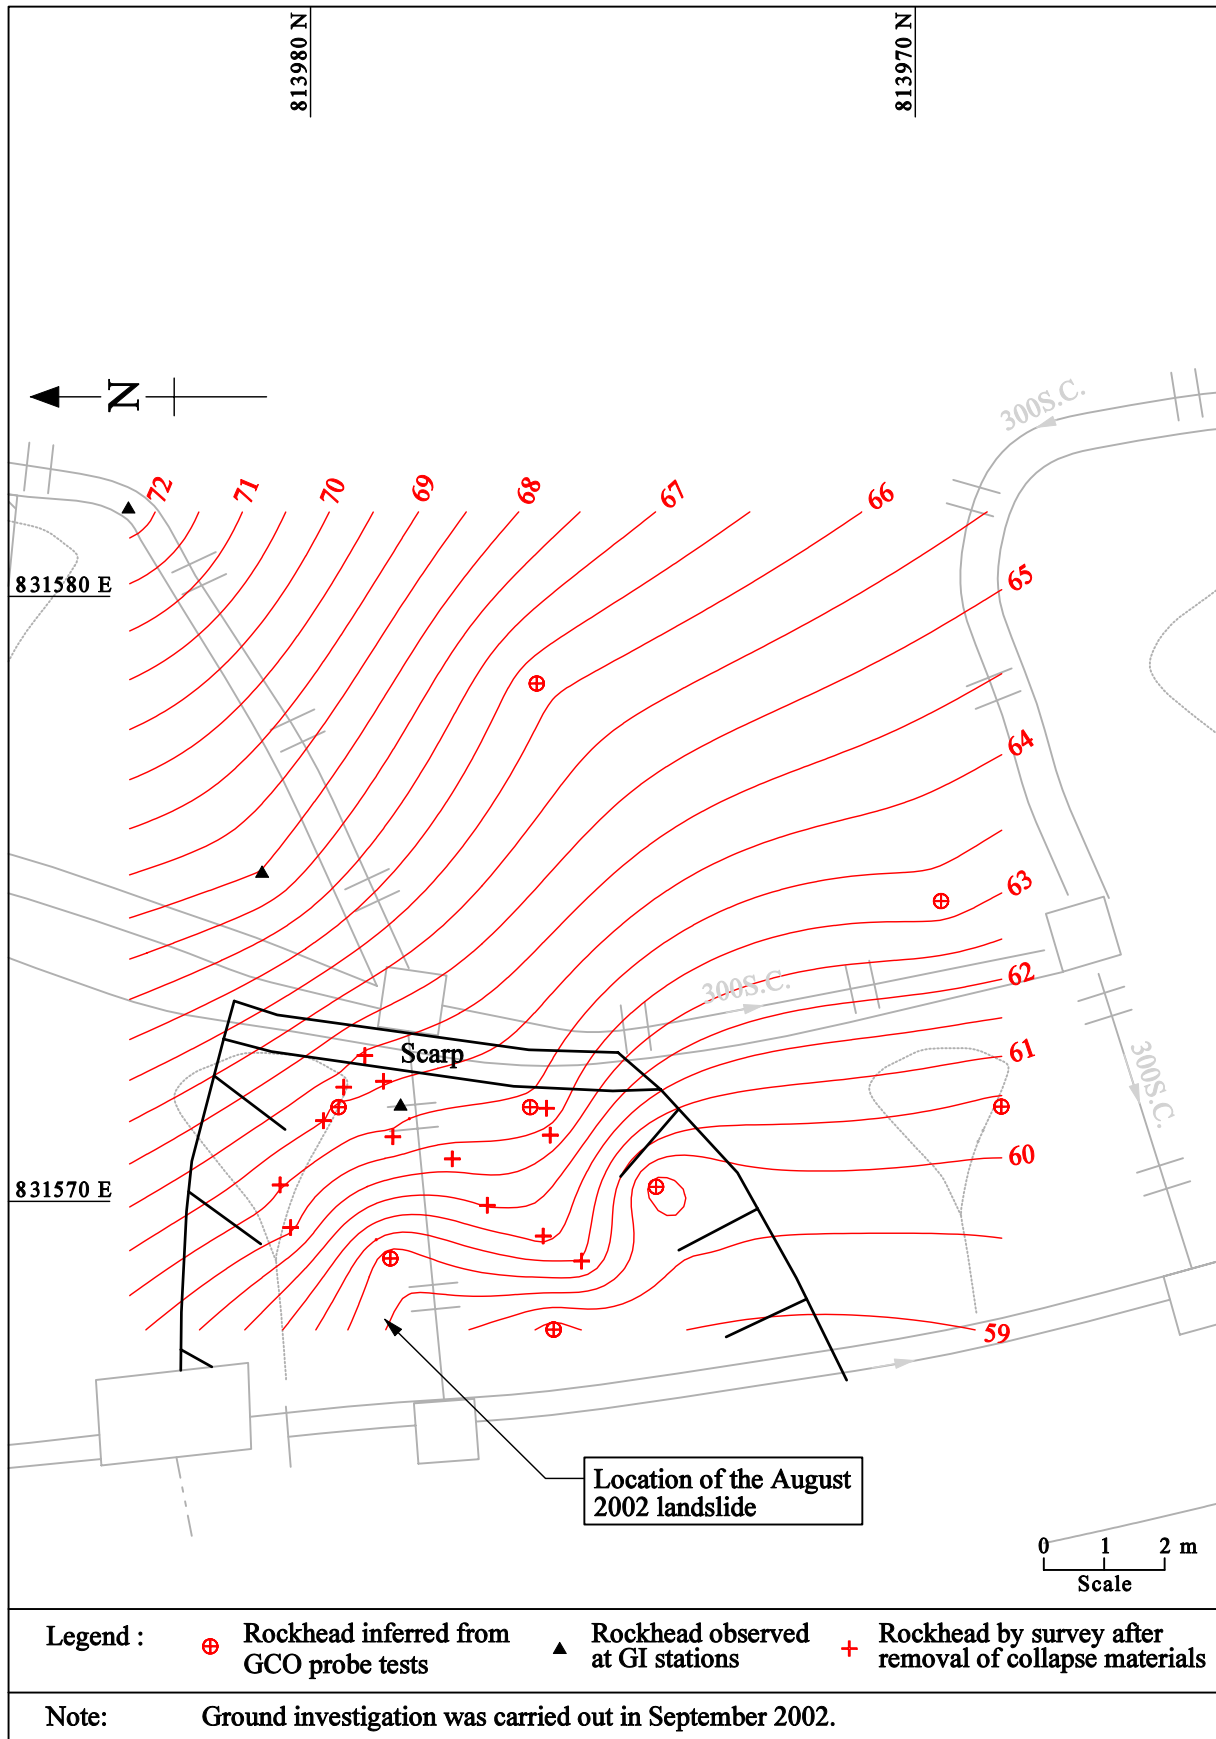 813980 N
813970 N
N
300S.C.
72
71
70
69
68
67
66
831580 E
65
64
63
62
300S.C.
Scarp
61
300S.C.
60
831570 E
59
Location of the August
2002 landslide
0 1 2 m
Scale
Legend :
Rockhead inferred from
GCO probe tests
Rockhead observed
at GI stations
Rockhead by survey after
removal of collapse materials
Note: Ground investigation was carried out in September 2002.